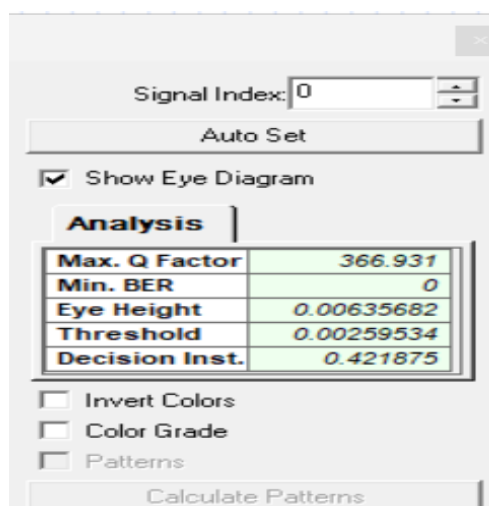 Signal Index: 0
Auto Set
Show Eye Diagram
Analysis
Max. Q Factor 366.931
Min. BER 0
Eye Height 0.00635682
Threshold 0.00259534
Decision Inst. 0.421875
Invert Colors
Color Grade
Patterns
Calculate Patterns